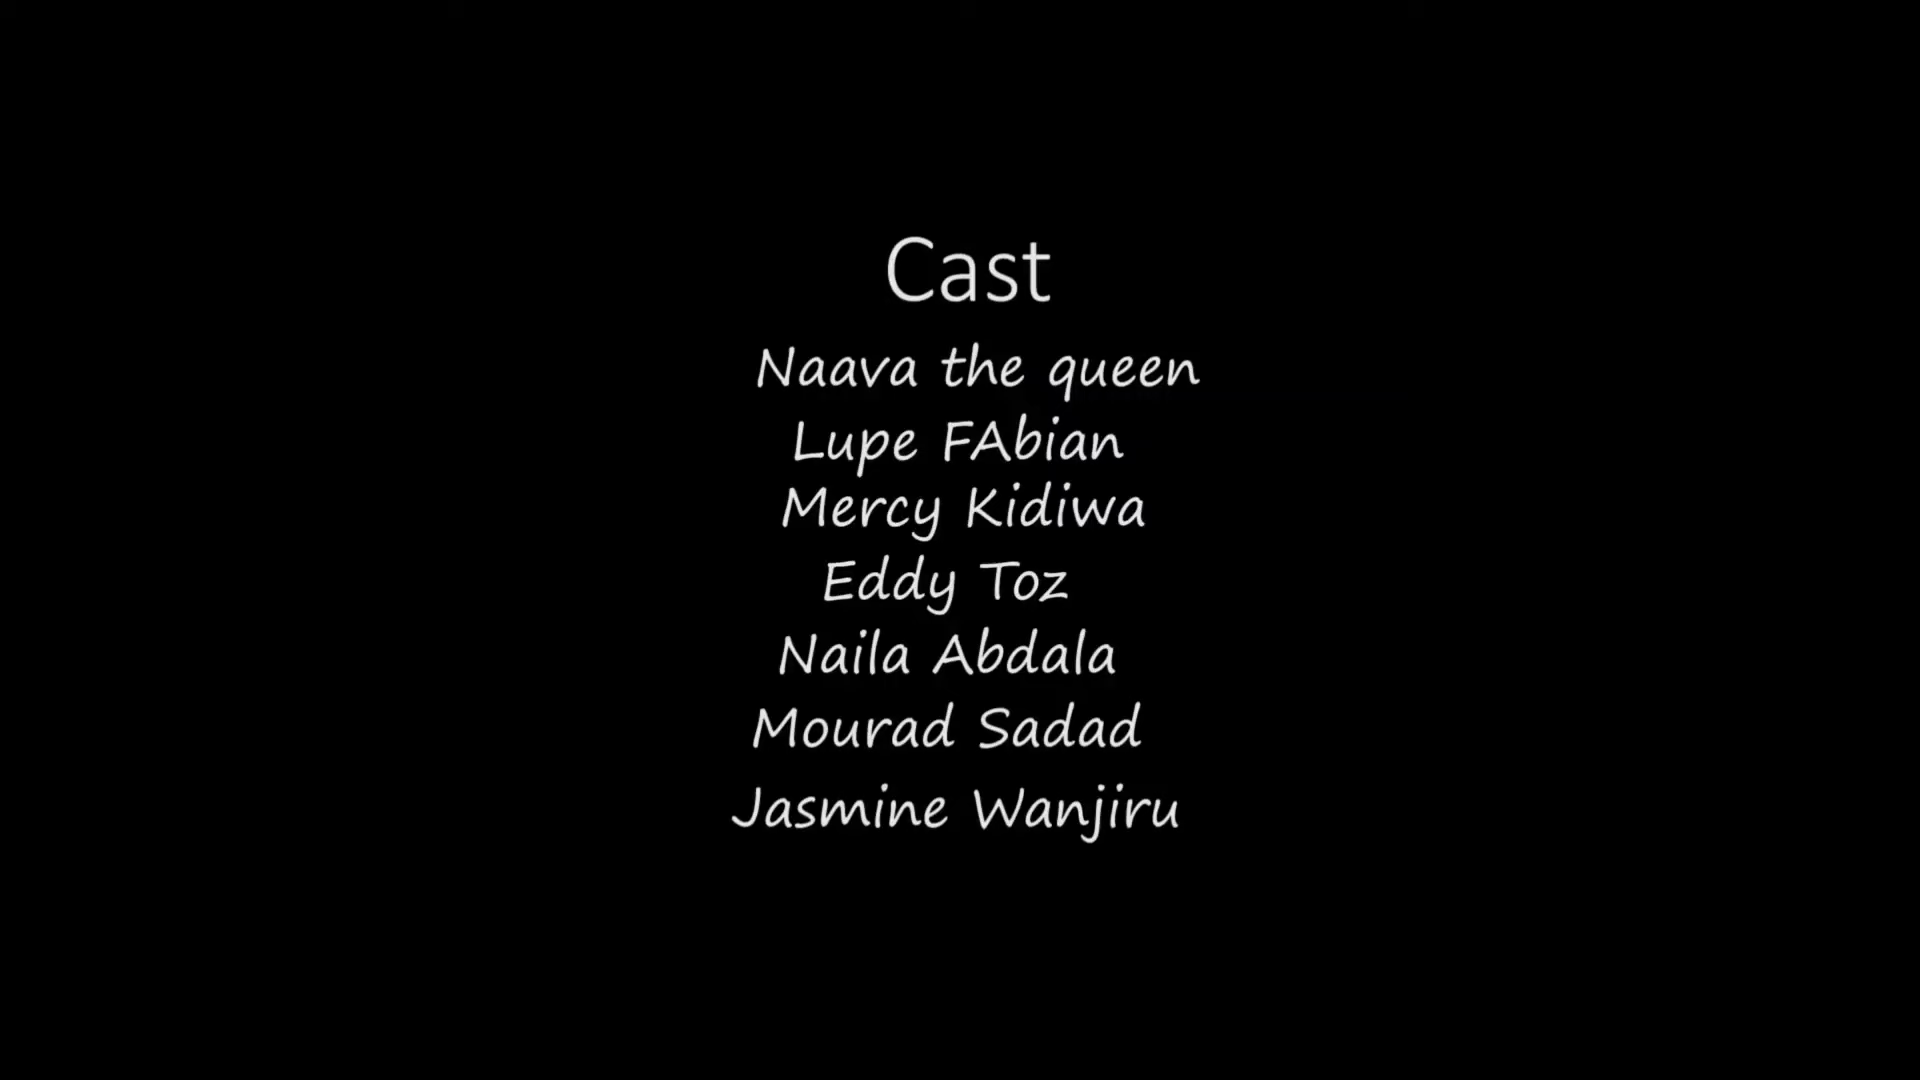 Cast
Naava the queen
Lupe FAbian
Mercy Kidiwa
Eddy Toz
Naila Abdala
Mourad Sadad
Jasmine Wanjiru